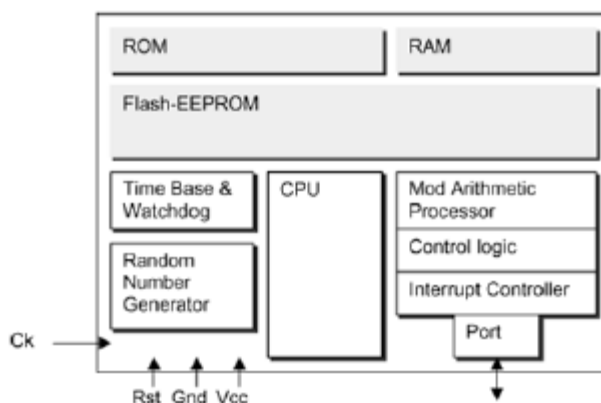 ROM
RAM
Flash-EEPROM
Time Base &
Watchdog
CPU
Mod Arithmetic
Processor
Random
Number
Generator
Control logic
Interrupt Controller
Port
Ck
Rst Gnd Vcc